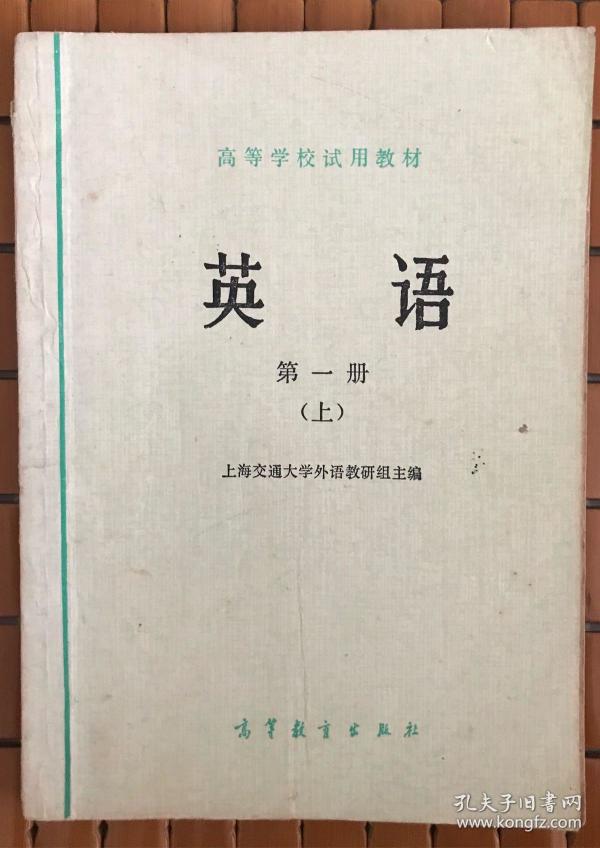 高等学校试用教材
英语
第一册
（上）
上海交通大学外语教研组主编
高等教育出版社
孔夫子旧书网
www.kongfz.com